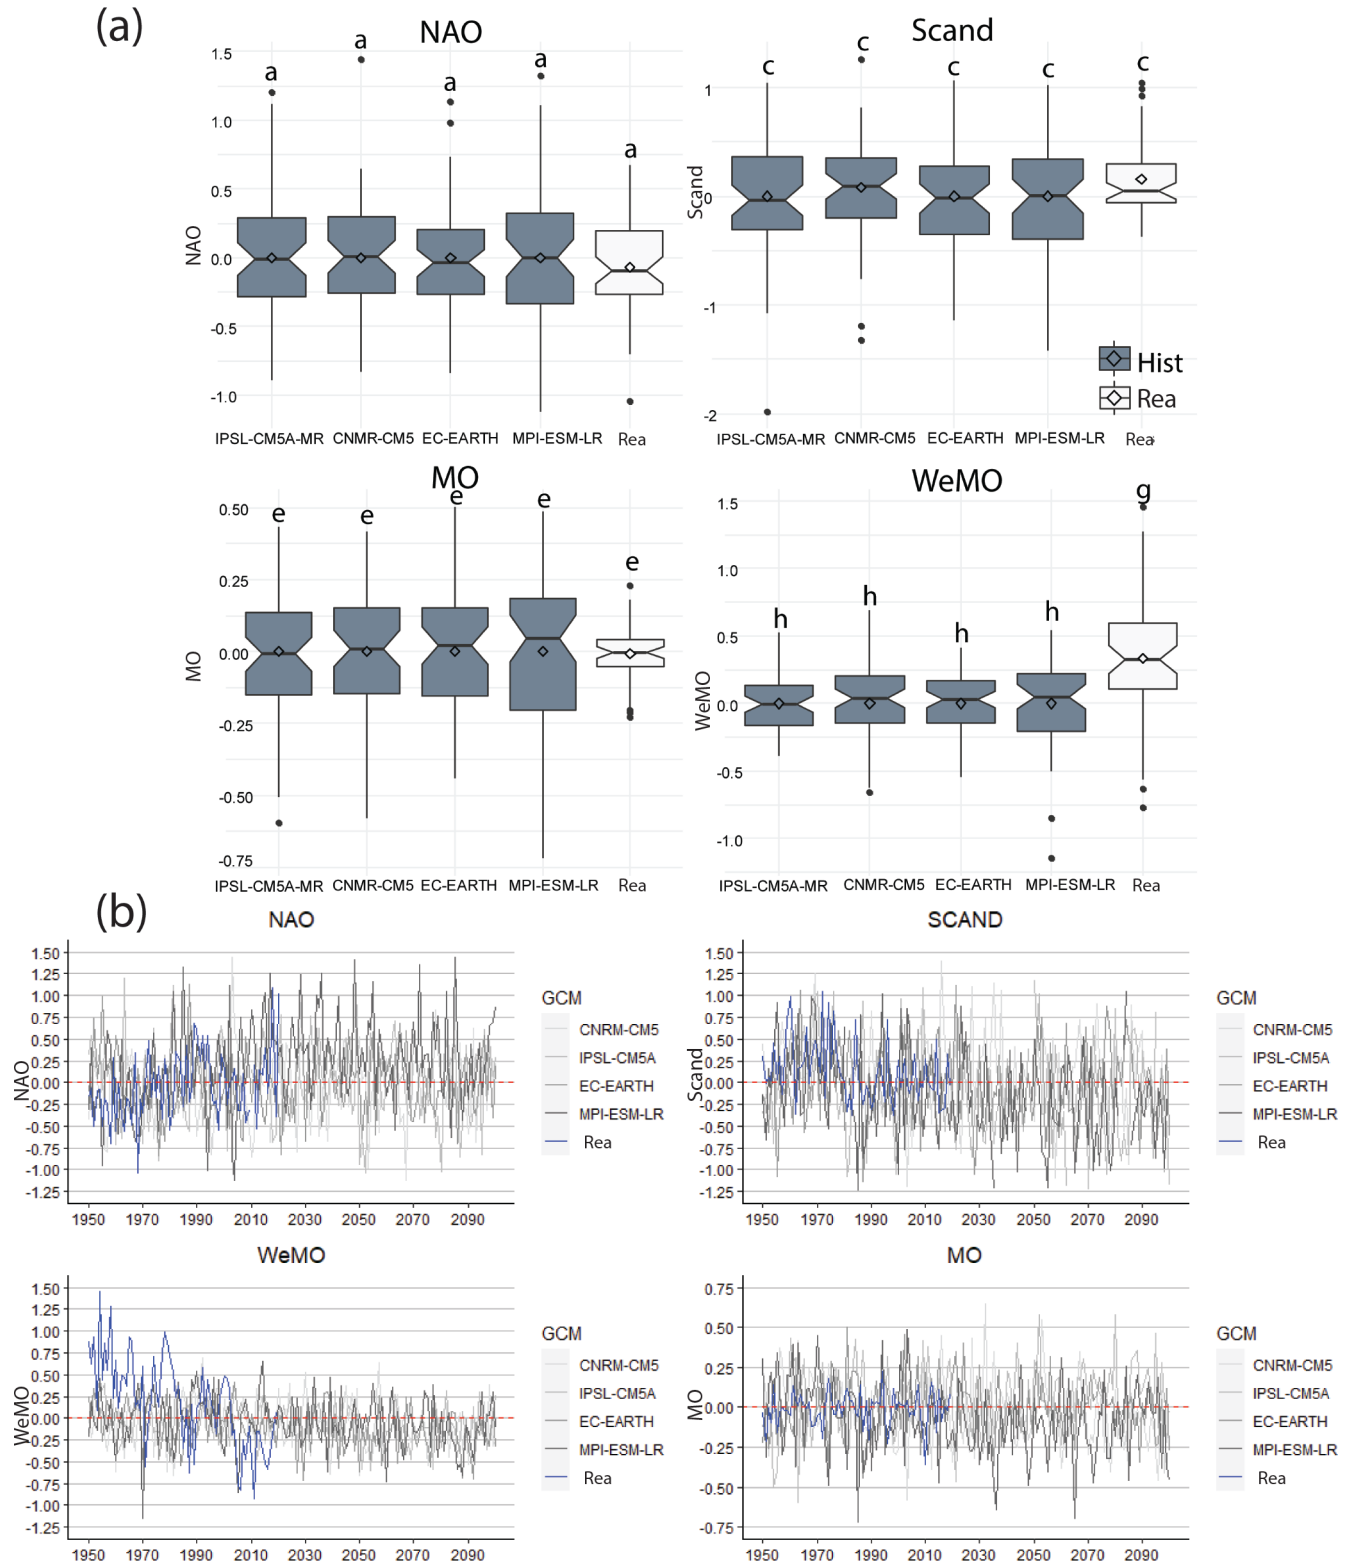 (a)
NAO
Scand
1.5
1.0
0.5
0.0
-0.5
-1.0
NAO
a
a
a
a
a
IPSL-CM5A-MR
CNMR-CM5
EC-EARTH
MPI-ESM-LR
Rea
1
0
-1
-2
Scand
c
c
c
c
c
Hist
Rea
IPSL-CM5A-MR
CNMR-CM5
EC-EARTH
MPI-ESM-LR
Rea
MO
WeMO
0.50
0.25
0.00
-0.25
-0.50
-0.75
MO
e
e
e
e
e
IPSL-CM5A-MR
CNMR-CM5
EC-EARTH
MPI-ESM-LR
Rea
1.5
1.0
0.5
0.0
-0.5
-1.0
WeMO
h
h
h
h
g
IPSL-CM5A-MR
CNMR-CM5
EC-EARTH
MPI-ESM-LR
Rea
(b)
NAO
1.50
1.25
1.00
0.75
0.50
0.25
0.00
-0.25
-0.50
-0.75
-1.00
-1.25
NAO
1950 1970 1990 2010 2030 2050 2070 2090
GCM
CNRM-CM5
IPSL-CM5A
EC-EARTH
MPI-ESM-LR
Rea
SCAND
1.50
1.25
1.00
0.75
0.50
0.25
0.00
-0.25
-0.50
-0.75
-1.00
-1.25
Scand
1950 1970 1990 2010 2030 2050 2070 2090
GCM
CNRM-CM5
IPSL-CM5A
EC-EARTH
MPI-ESM-LR
Rea
WeMO
1.50
1.25
1.00
0.75
0.50
0.25
0.00
-0.25
-0.50
-0.75
-1.00
-1.25
WeMO
1950 1970 1990 2010 2030 2050 2070 2090
GCM
CNRM-CM5
IPSL-CM5A
EC-EARTH
MPI-ESM-LR
Rea
MO
0.75
0.50
0.25
0.00
-0.25
-0.50
-0.75
MO
1950 1970 1990 2010 2030 2050 2070 2090
GCM
CNRM-CM5
IPSL-CM5A
EC-EARTH
MPI-ESM-LR
Rea